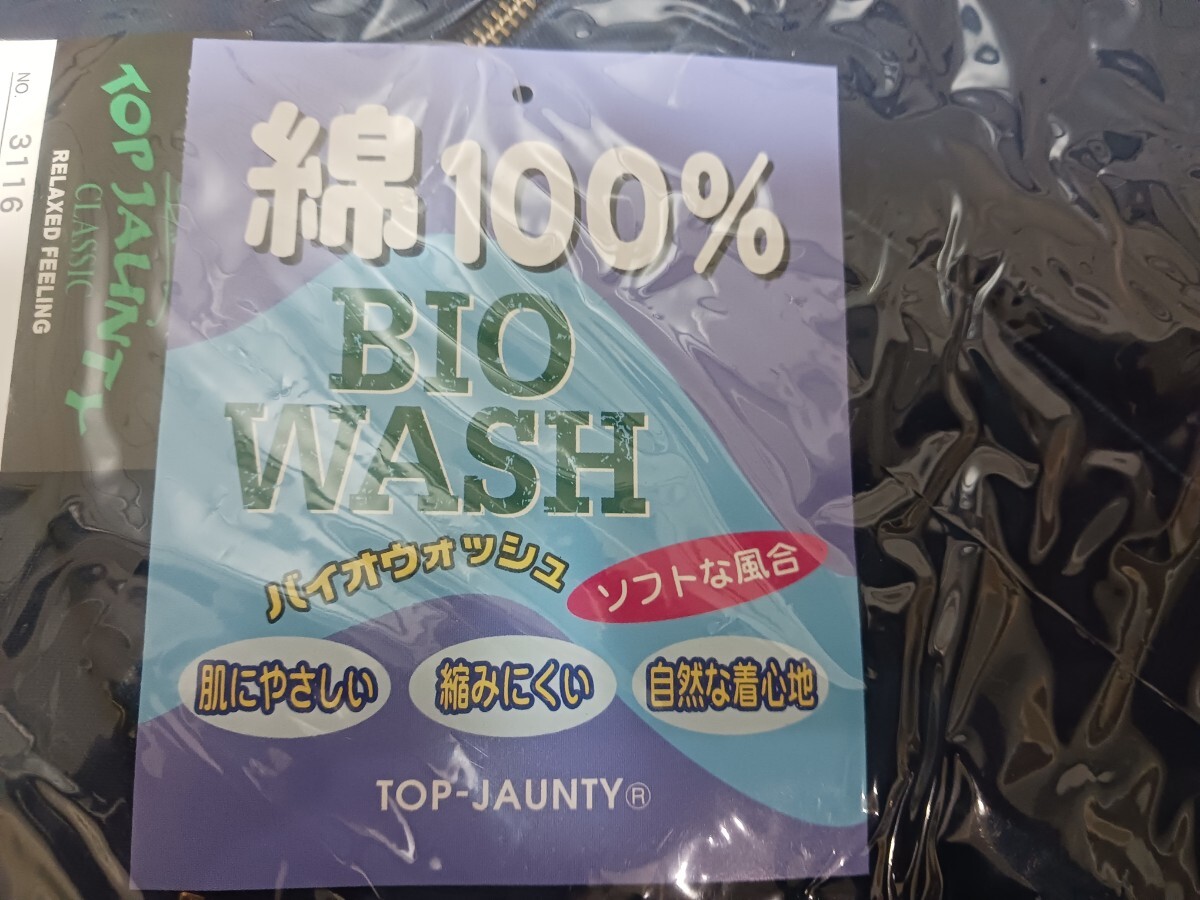 NO. 3116
TOP JAUNTY
CLASSIC
RELAXED FEELING
綿100%
BIO
WASH
バイオウォッシュ
ソフトな風合
肌にやさしい
縮みにくい
自然な着心地
TOP-JAUNTY®